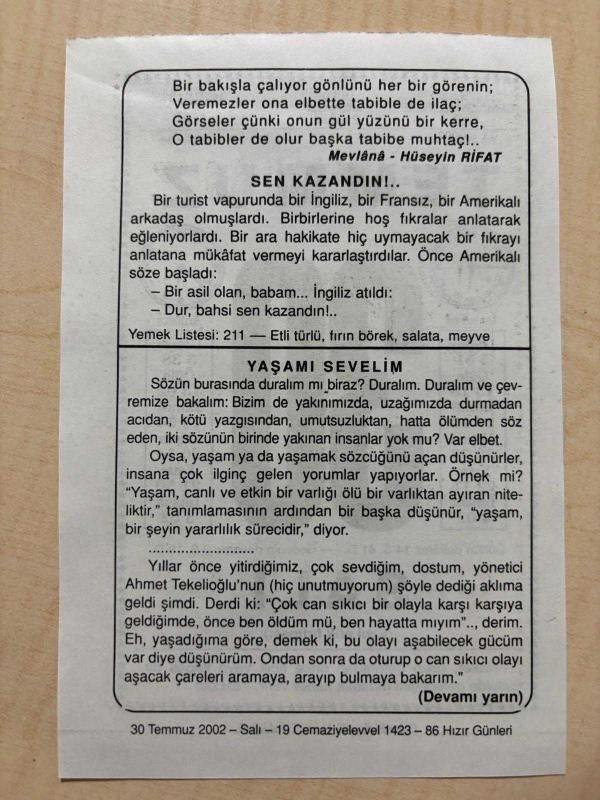 Bir bakışla çalıyor gönlünü her bir görenin;
Veremezler ona elbette tabible de ilaç;
Görseler çünki onun gül yüzünü bir kerre,
O tabibler de olur başka tabibe muhtaç!..
Mevlânâ - Hüseyin RİFAT
SEN KAZANDIN!..
Bir turist vapurunda bir İngiliz, bir Fransız, bir Amerikalı
arkadaş olmuşlardı. Birbirlerine hoş fıkralar anlatarak
eğleniyorlardı. Bir ara hakikate hiç uymayacak bir fıkrayı
anlatana mükâfat vermeyi kararlaştırdılar. Önce Amerikalı
söze başladı:
– Bir asil olan, babam... İngiliz atıldı:
– Dur, bahsi sen kazandın!..
Yemek Listesi: 211 — Etli türlü, fırın börek, salata, meyve
YAŞAMI SEVELİM
Sözün burasında duralım mı biraz? Duralım. Duralım ve çev-
remize bakalım: Bizim de yakınımızda, uzağımızda durmadan
acıdan, kötü yazgısından, umutsuzluktan, hatta ölümden söz
eden, iki sözünün birinde yakınan insanlar yok mu? Var elbet.
Oysa, yaşam ya da yaşamak sözcüğünü açan düşünürler,
insana çok ilginç gelen yorumlar yapıyorlar. Örnek mi?
“Yaşam, canlı ve etkin bir varlığı ölü bir varlıktan ayıran nite-
liktir,” tanımlamasının ardından bir başka düşünür, “yaşam,
bir şeyin yararlılık sürecidir,” diyor.
............................
Yıllar önce yitirdiğimiz, çok sevdiğim, dostum, yönetici
Ahmet Tekelioğlu'nun (hiç unutmuyorum) şöyle dediği aklıma
geldi şimdi. Derdi ki: “Çok can sıkıcı bir olayla karşı karşıya
geldiğimde, önce ben öldüm mü, ben hayatta mıyım”.., derim.
Eh, yaşadığıma göre, demek ki, bu olayı aşabilecek gücüm
var diye düşünürüm. Ondan sonra da oturup o can sıkıcı olayı
aşacak çareleri aramaya, arayıp bulmaya bakarım.”
(Devamı yarın)
30 Temmuz 2002 – Salı – 19 Cemaziyelevvel 1423 – 86 Hızır Günleri